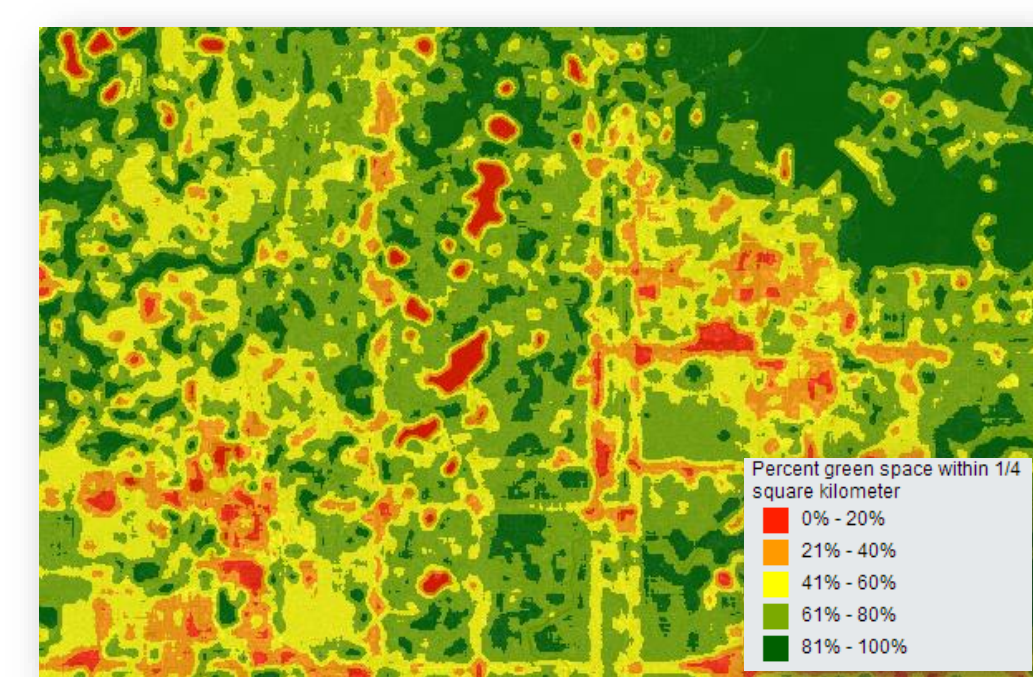 Percent green space within 1/4
square kilometer
0% - 20%
21% - 40%
41% - 60%
61% - 80%
81% - 100%